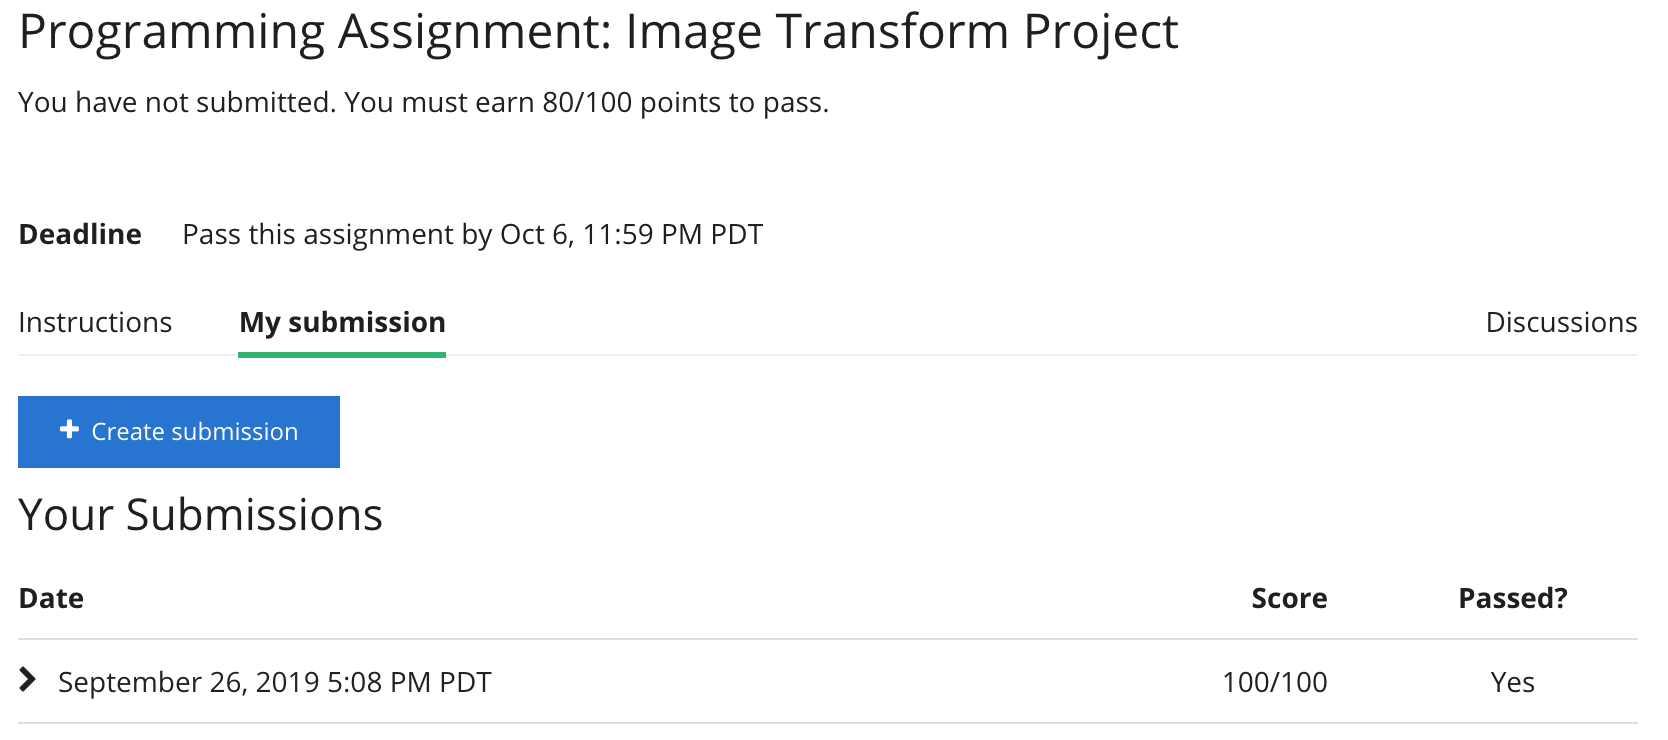 Programming Assignment: Image Transform Project
You have not submitted. You must earn 80/100 points to pass.
Deadline Pass this assignment by Oct 6, 11:59 PM PDT
Instructions My submission Discussions
Create submission
Your Submissions
Date Score Passed?
September 26, 2019 5:08 PM PDT 100/100 Yes